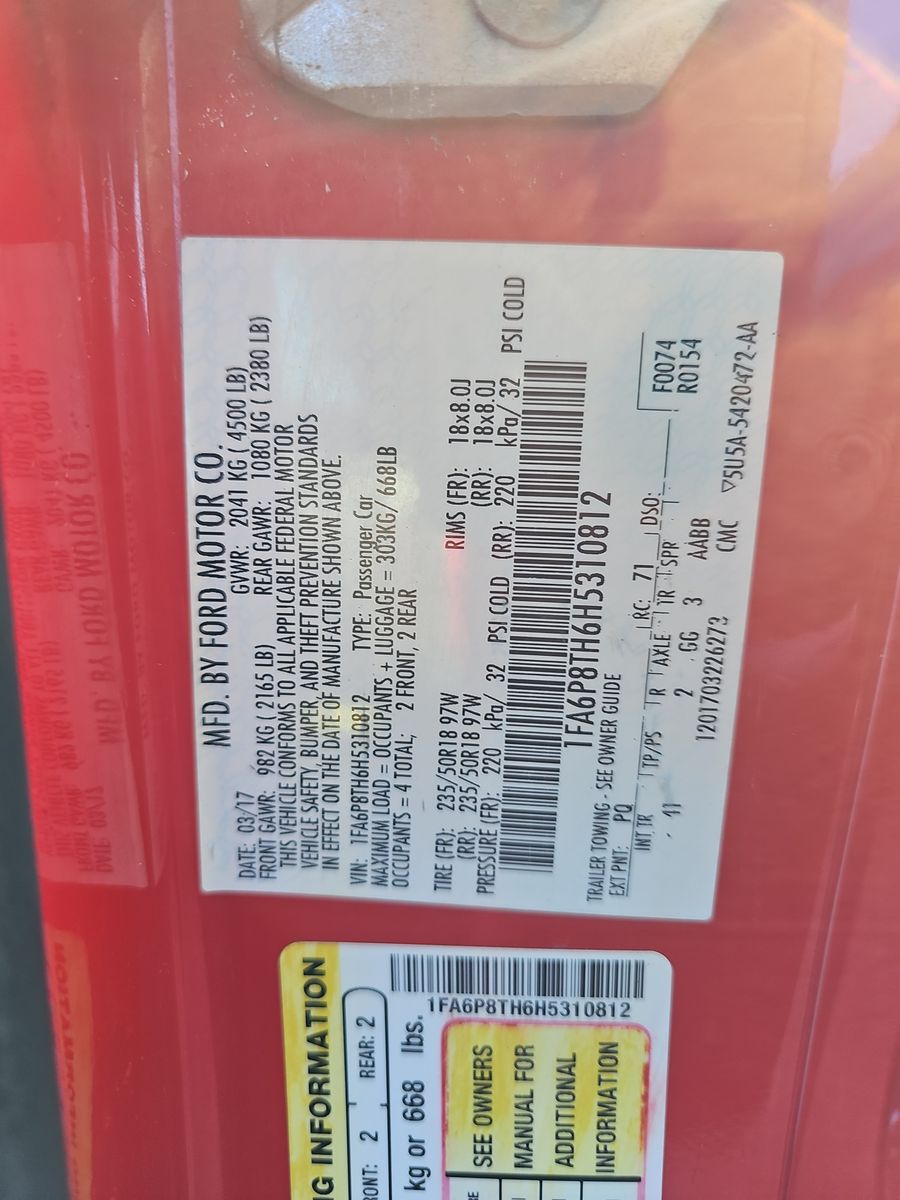 MFD. BY FORD MOTOR CO.
DATE: 03/17 GVWR: 2041 KG ( 4500 LB)
FRONT GAWR: 982 KG ( 2165 LB) REAR GAWR: 1080 KG ( 2380 LB)
THIS VEHICLE CONFORMS TO ALL APPLICABLE FEDERAL MOTOR
VEHICLE SAFETY, BUMPER, AND THEFT PREVENTION STANDARDS
IN EFFECT ON THE DATE OF MANUFACTURE SHOWN ABOVE.
VIN: 1FA6P8TH6H5310812 TYPE: Passenger Car
MAXIMUM LOAD = OCCUPANTS + LUGGAGE = 303KG/ 668LB
OCCUPANTS = 4 TOTAL; 2 FRONT, 2 REAR
TIRE (FR): 235/50R18 97W RIMS (FR): 18x8.0J
(RR): 235/50R18 97W (RR): 18x8.0J
PRESSURE (FR): 220 kPa/ 32 PSI COLD (RR): 220 kPa/ 32 PSI COLD
1FA6P8TH6H5310812
TRAILER TOWING - SEE OWNER GUIDE
EXT PNT: PQ RC: 71 DSO: F0074
INT TR TP/PS R AXLE TR SPR R0154
11 2 GG 3 AABB
CMC
▽5U5A-5420472-AA
NG INFORMATION
RONT: 2 REAR: 2
kg or 668 lbs.
1FA6P8TH6H5310812
SEE OWNERS
MANUAL FOR
ADDITIONAL
INFORMATION